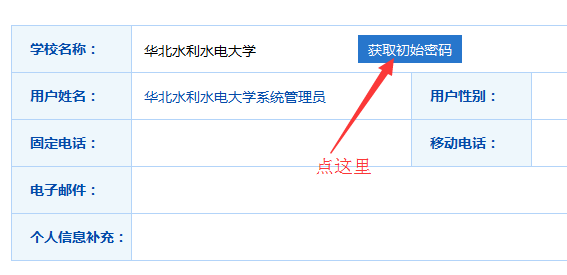 学校名称： 华北水利水电大学 获取初始密码
用户姓名： 华北水利水电大学系统管理员 用户性别：
固定电话： 移动电话：
点这里
电子邮件：
个人信息补充：